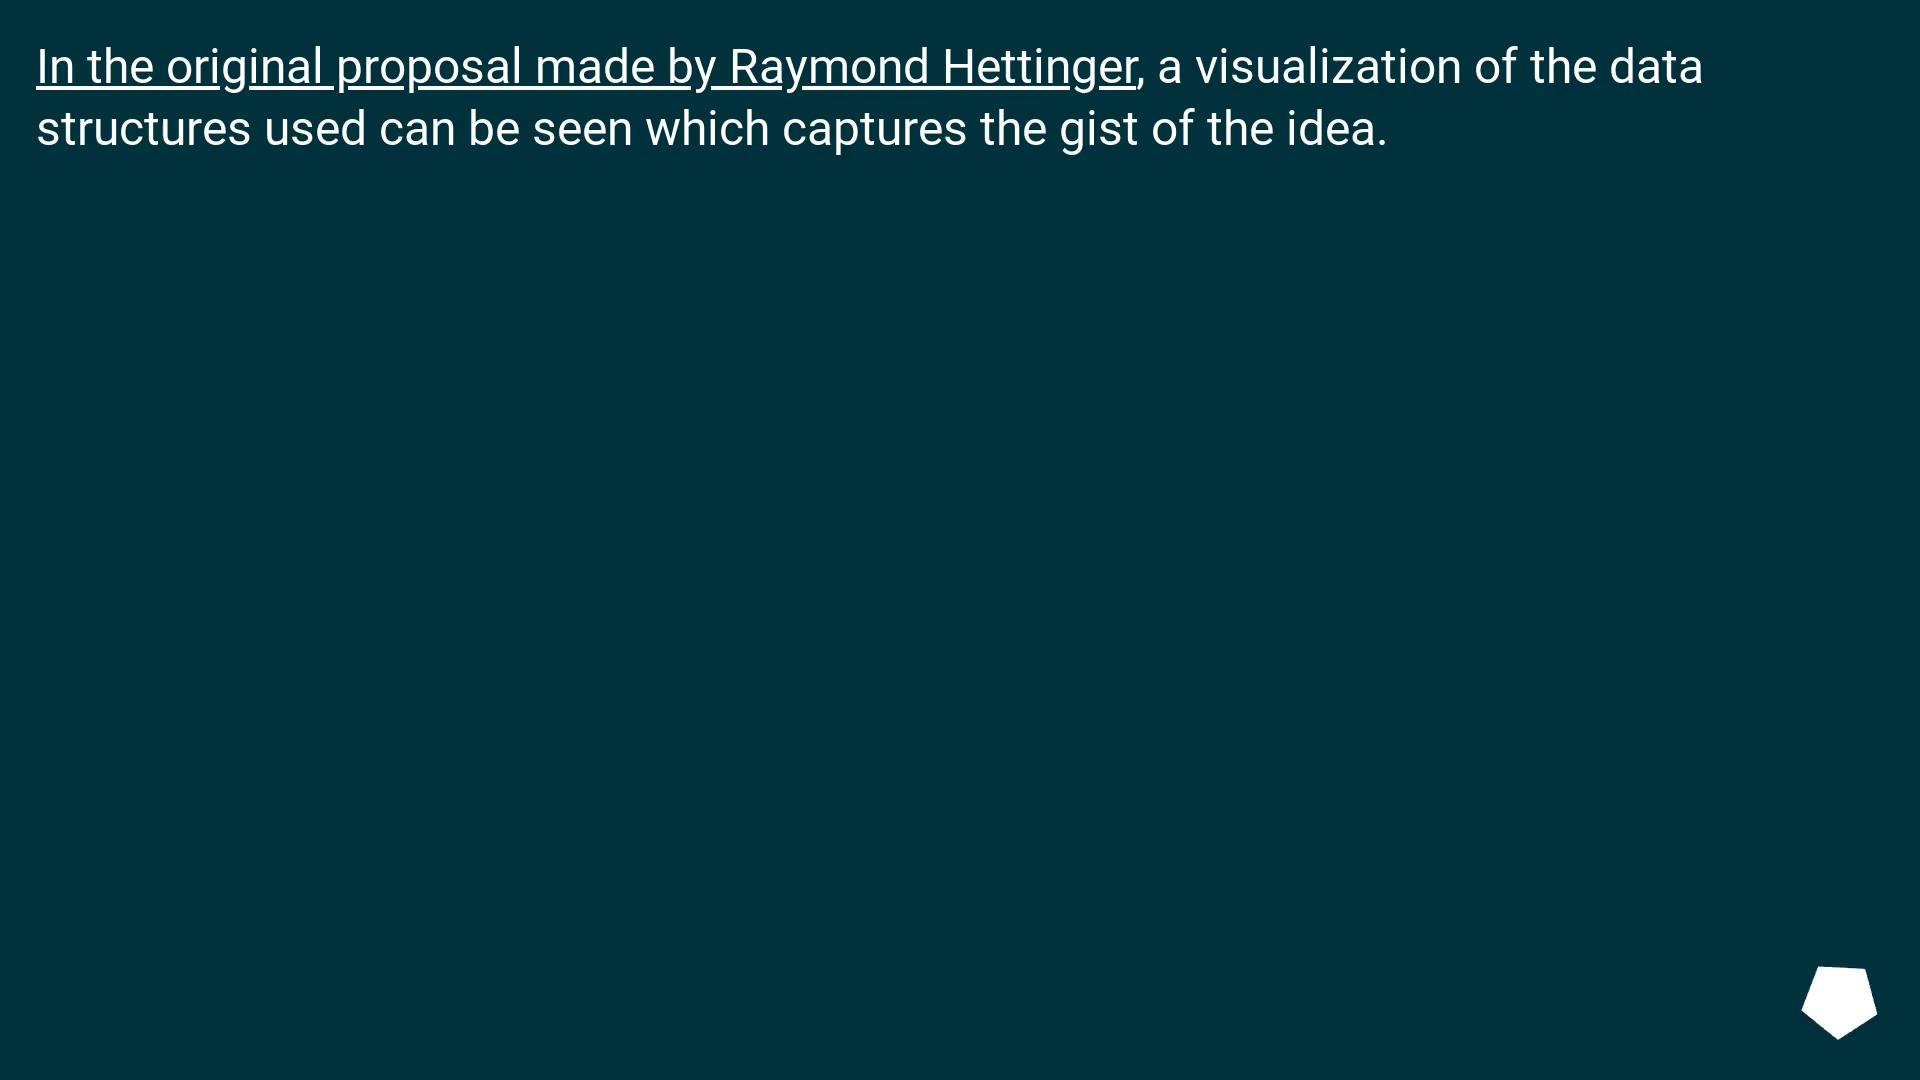 In the original proposal made by Raymond Hettinger, a visualization of the data
structures used can be seen which captures the gist of the idea.